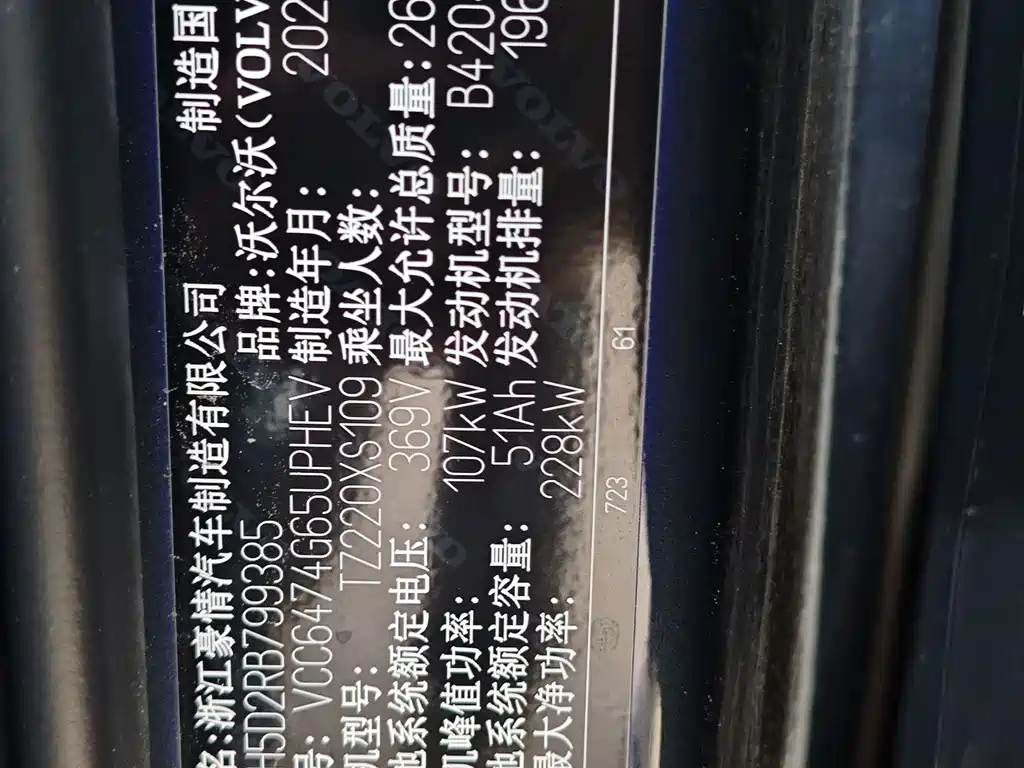 名:浙江豪情汽车制造有限公司 制造国
H5D2RB799385 品牌:沃尔沃(VOLV
号: VCC6474G65UPHEV 制造年月: 202
机型号: TZ220XS109 乘坐人数:
池系统额定电压: 369V 最大允许总质量: 26
机峰值功率: 107kW 发动机型号: B420
池系统额定容量: 51Ah 发动机排量: 196
最大净功率: 228kW
723 61